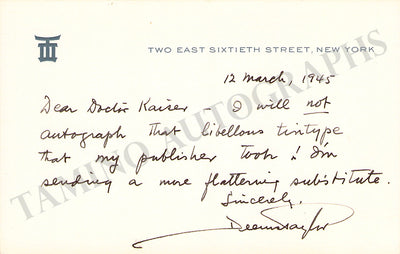 TWO EAST SIXTIETH STREET, NEW YORK
12 March, 1945
Dear Doctor Kaiser - I will not
autograph that libellous tintype
that my publisher took! I'm
sending a more flattering substitute.
Sincerely,
Deems Taylor
TAMINO AUTOGRAPHS